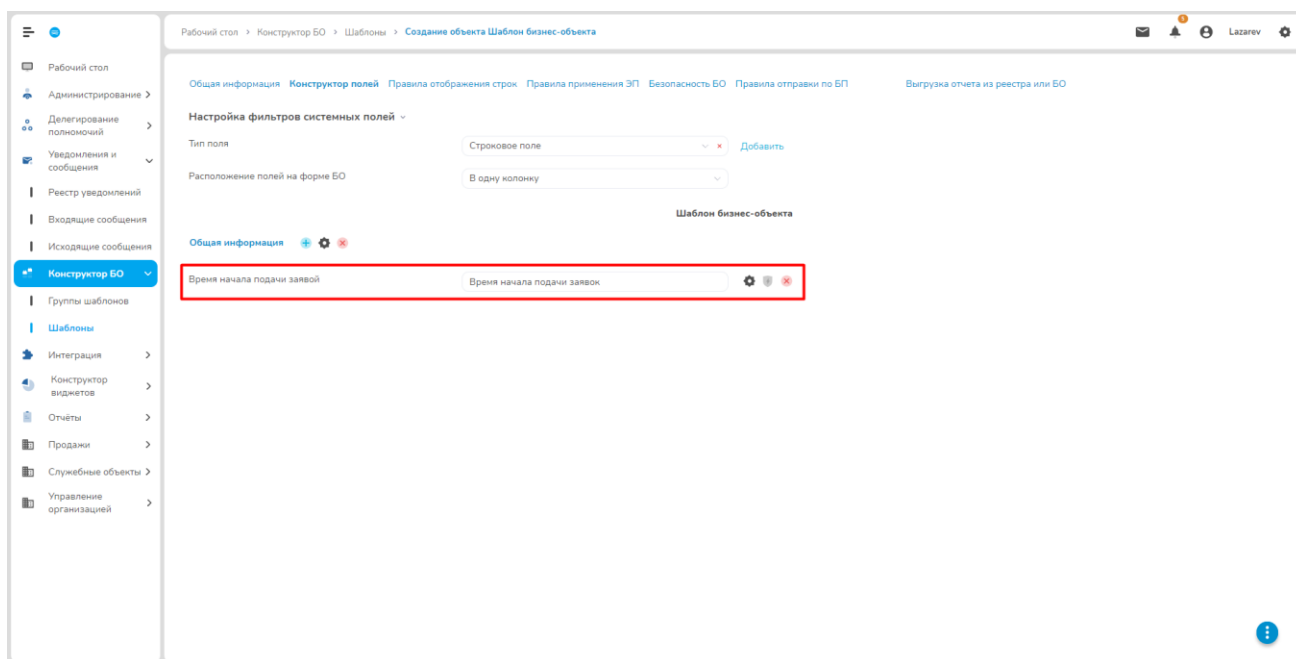 Рабочий стол > Конструктор БО > Шаблоны > Создание объекта Шаблон бизнес-объекта
1
Lazarev
Рабочий стол
Администрирование
Делегирование
полномочий
Уведомления и
сообщения
Реестр уведомлений
Входящие сообщения
Исходящие сообщения
Конструктор БО
Группы шаблонов
Шаблоны
Интеграция
Конструктор
виджетов
Отчёты
Продажи
Служебные объекты
Управление
организацией
Общая информация Конструктор полей Правила отображения строк Правила применения ЭП Безопасность БО Правила отправки по БП Выгрузка отчета из реестра или БО
Настройка фильтров системных полей
Тип поля Строковое поле Добавить
Расположение полей на форме БО В одну колонку
Шаблон бизнес-объекта
Общая информация
Время начала подачи заявой Время начала подачи заявок